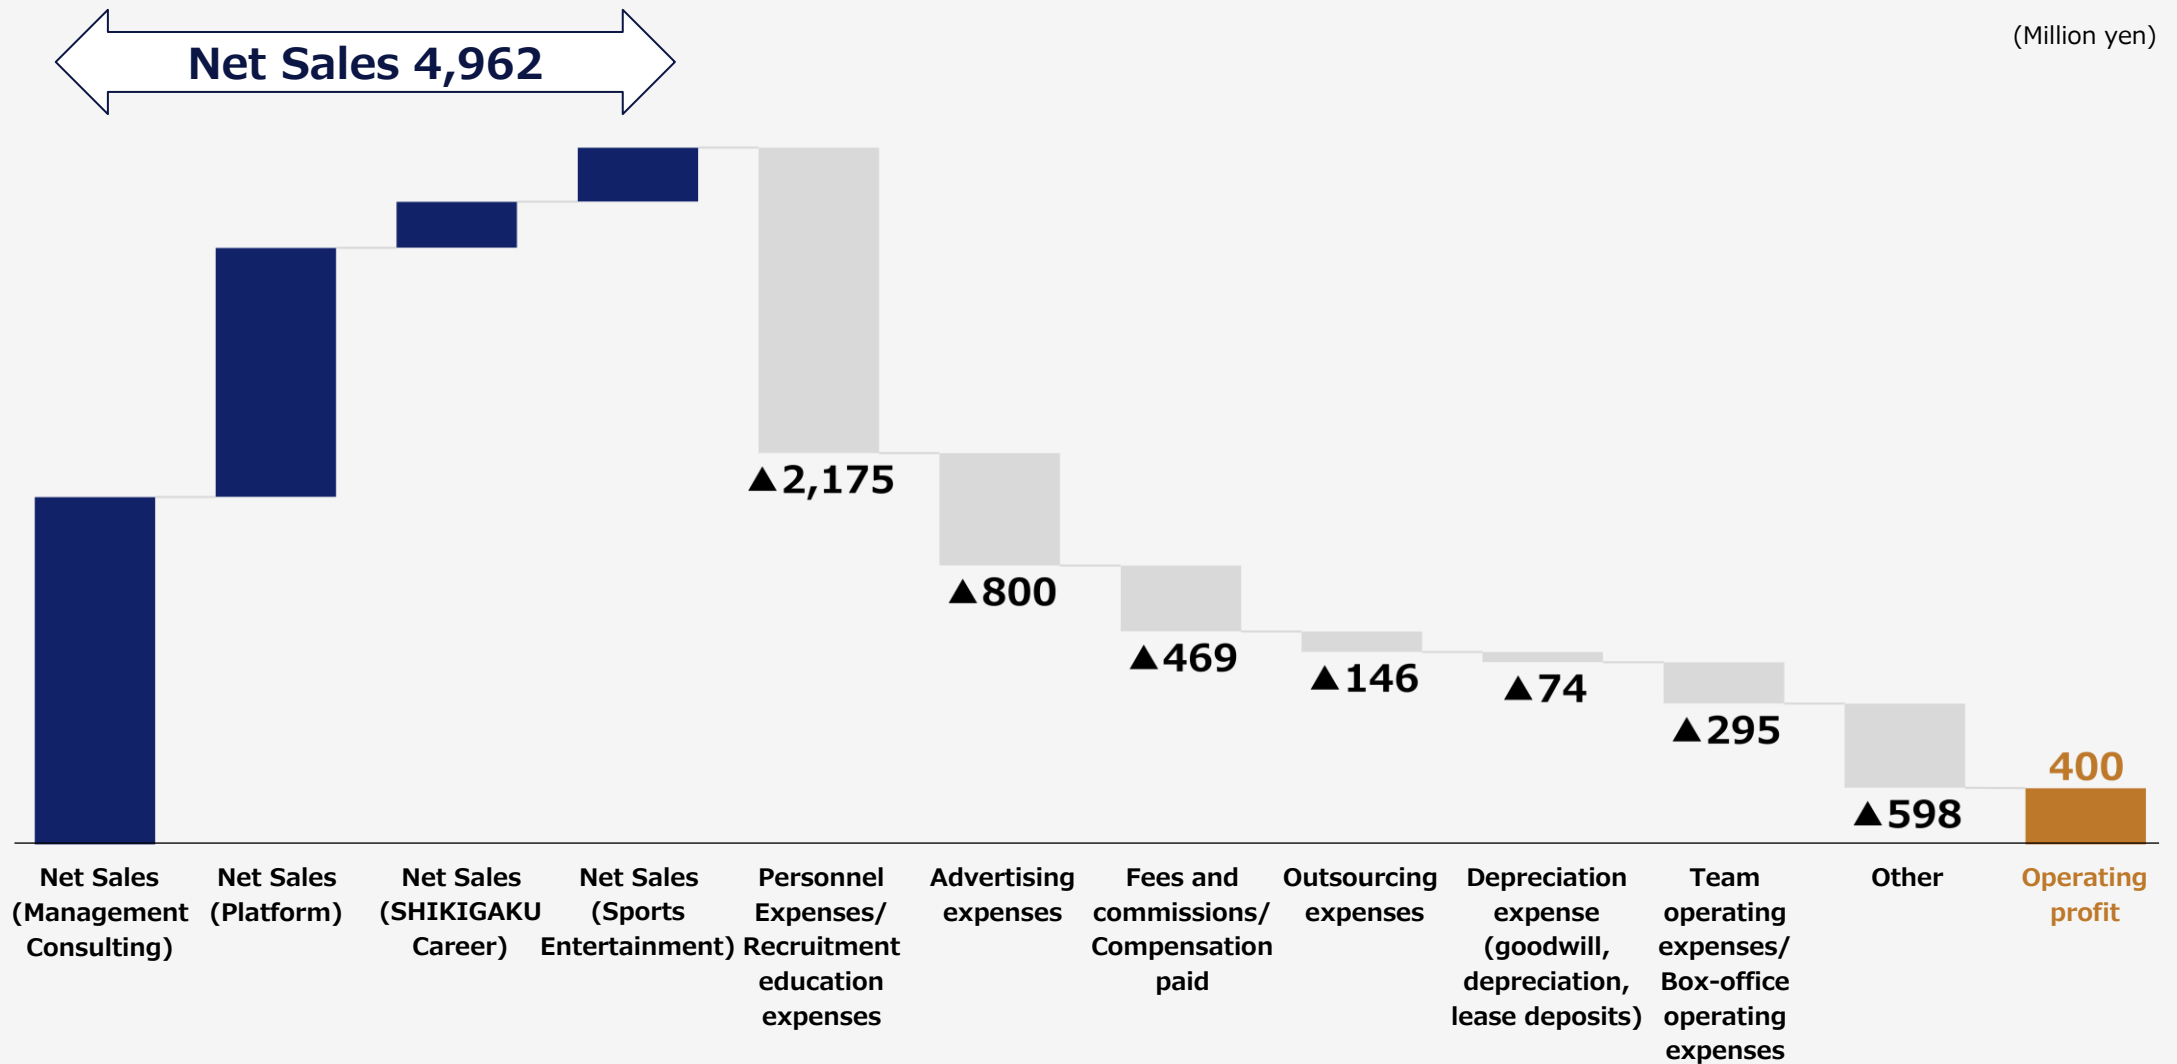 Net Sales 4,962
(Million yen)
▲2,175
▲800
▲469
▲146
▲74
▲295
▲598
400
Net Sales
(Management
Consulting)
Net Sales
(Platform)
Net Sales
(SHIKIGAKU
Career)
Net Sales
(Sports
Entertainment)
Personnel
Expenses/
Recruitment
education
expenses
Advertising
expenses
Fees and
commissions/
Compensation
paid
Outsourcing
expenses
Depreciation
expense
(goodwill,
depreciation,
lease deposits)
Team
operating
expenses/
Box-office
operating
expenses
Other
Operating
profit